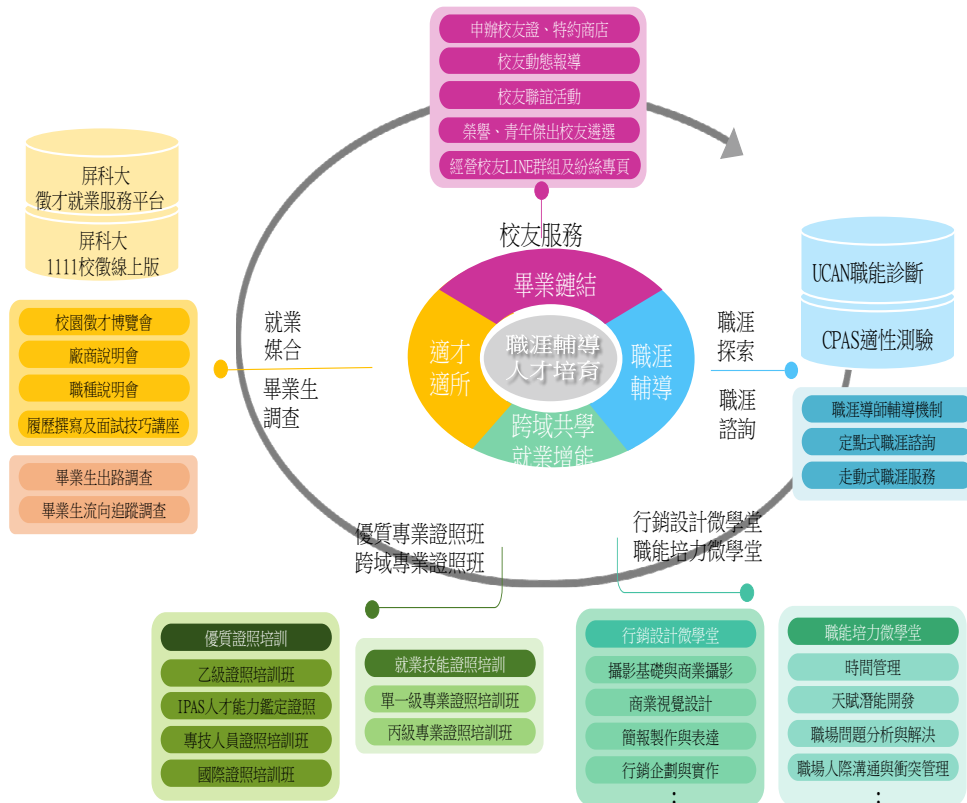 申辦校友證、特約商店
校友動態報導
校友聯誼活動
榮譽、青年傑出校友遴選
經營校友LINE群組及紛絲專頁
校友服務
屏科大
徵才就業服務平台
屏科大
1111校徵線上版
校園徵才博覽會
廠商說明會
職種說明會
履歷撰寫及面試技巧講座
畢業生出路調查
畢業生流向追蹤調查
就業
媒合
畢業生
調查
畢業鏈結
適才
適所
職涯輔導
人才培育
職涯
輔導
跨域共學
就業增能
職涯
探索
職涯
諮詢
UCAN職能診斷
CPAS適性測驗
職涯導師輔導機制
定點式職涯諮詢
走動式職涯服務
優質專業證照班
跨域專業證照班
行銷設計微學堂
職能培力微學堂
優質證照培訓
乙級證照培訓班
IPAS人才能力鑑定證照
專技人員證照培訓班
國際證照培訓班
就業技能證照培訓
單一級專業證照培訓班
丙級專業證照培訓班
行銷設計微學堂
攝影基礎與商業攝影
商業視覺設計
簡報製作與表達
行銷企劃與實作
：
職能培力微學堂
時間管理
天賦潛能開發
職場問題分析與解決
職場人際溝通與衝突管理
：